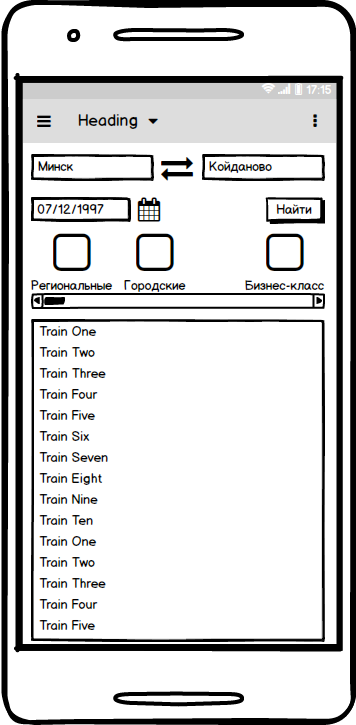 17:15
Heading
Минск Койданово
07/12/1997 Найти
Региональные Городские Бизнес-класс
Train One
Train Two
Train Three
Train Four
Train Five
Train Six
Train Seven
Train Eight
Train Nine
Train Ten
Train One
Train Two
Train Three
Train Four
Train Five